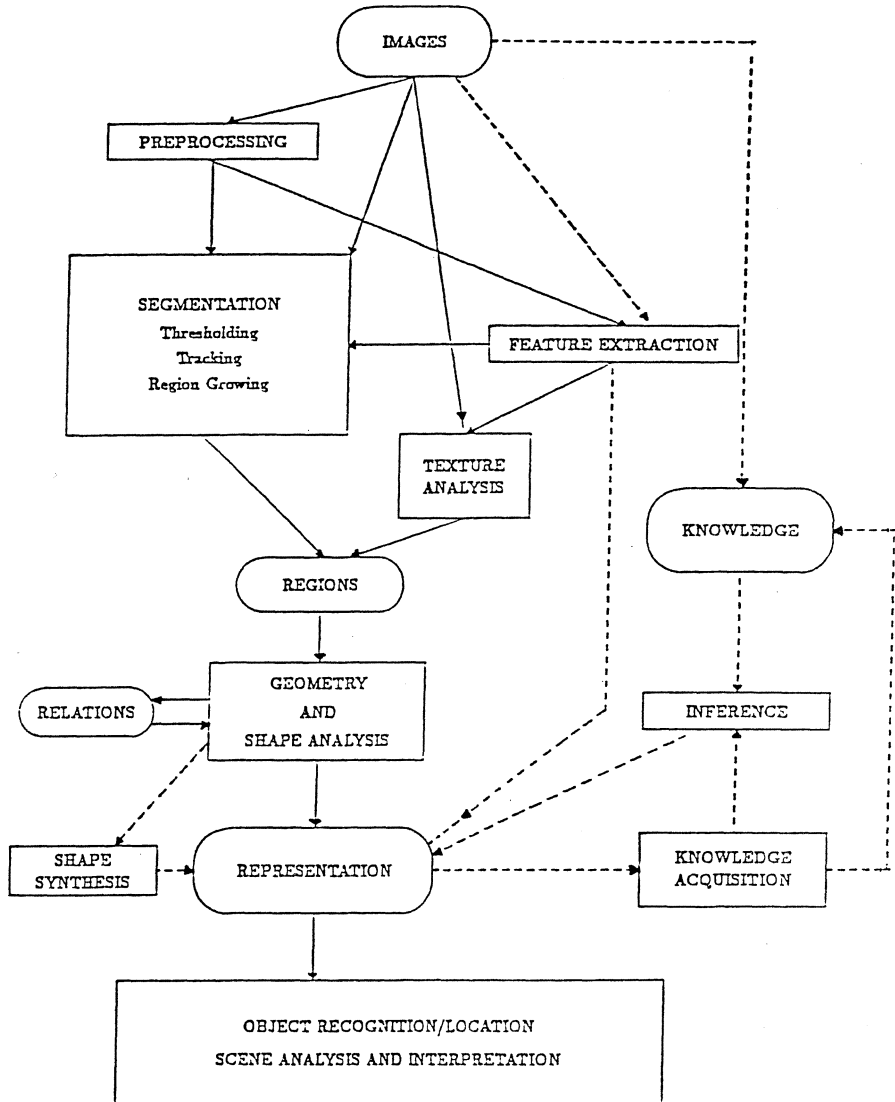 IMAGES
PREPROCESSING
SEGMENTATION
Thresholding
Tracking
Region Growing
FEATURE EXTRACTION
TEXTURE
ANALYSIS
KNOWLEDGE
REGIONS
GEOMETRY
AND
SHAPE ANALYSIS
RELATIONS
INFERENCE
SHAPE
SYNTHESIS
REPRESENTATION
KNOWLEDGE
ACQUISITION
OBJECT RECOGNITION/LOCATION
SCENE ANALYSIS AND INTERPRETATION